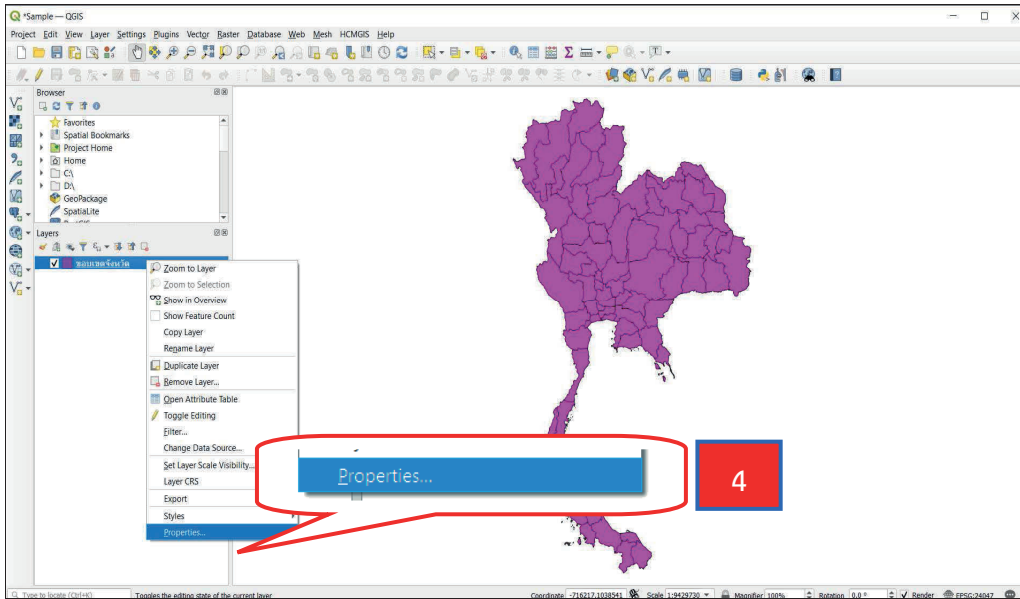 *Sample — QGIS
Project Edit View Layer Settings Plugins Vector Raster Database Web Mesh HCMGIS Help
Browser
Favorites
Spatial Bookmarks
Project Home
Home
C:\
D:\
GeoPackage
SpatiaLite
PostGIS
Layers
ขอบเขตจังหวัด
Zoom to Layer
Zoom to Selection
Show in Overview
Show Feature Count
Copy Layer
Rename Layer
Duplicate Layer
Remove Layer...
Open Attribute Table
Toggle Editing
Filter...
Change Data Source...
Set Layer Scale Visibility...
Layer CRS
Export
Styles
Properties...
Properties...
4
Type to locate (Ctrl+K) Toggles the editing state of the current layer Coordinate -716217,1038541 Scale 1:9429730 Magnifier 100% Rotation 0.0 ° Render EPSG:24047